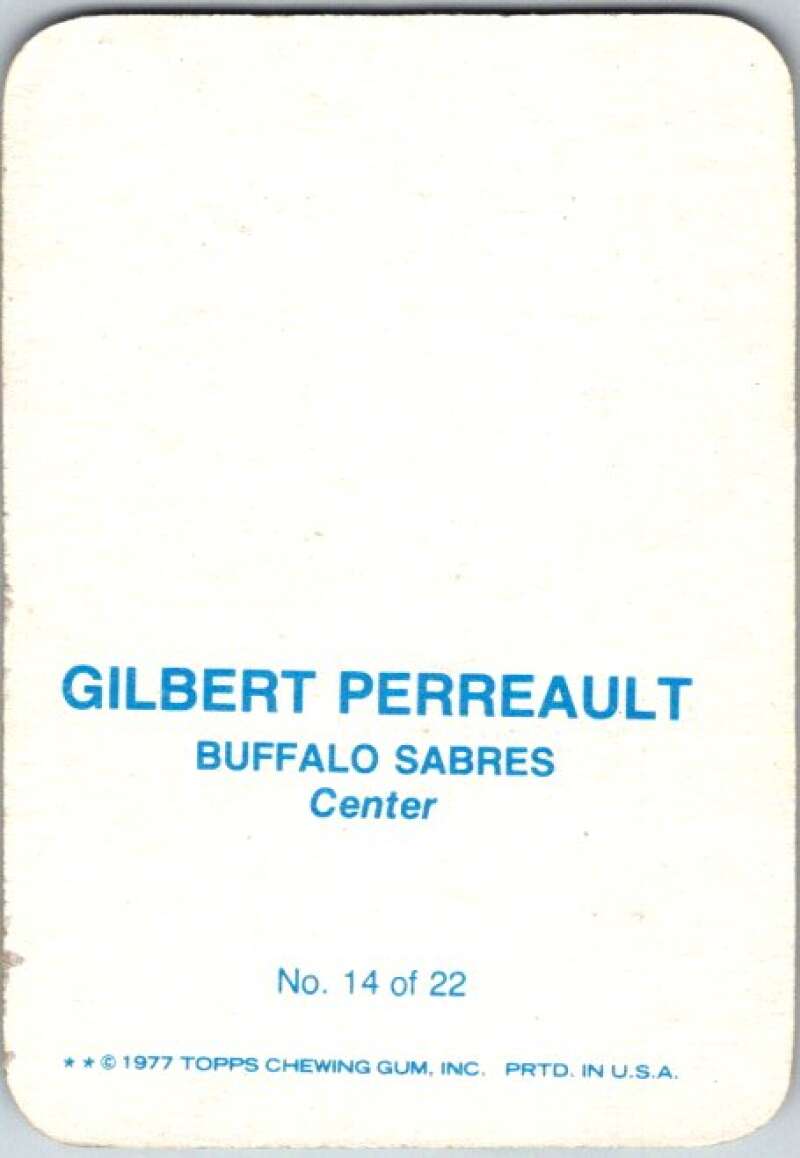 GILBERT PERREAULT
BUFFALO SABRES
Center
No. 14 of 22
★ ★ © 1977 TOPPS CHEWING GUM, INC. PRTD. IN U.S.A.